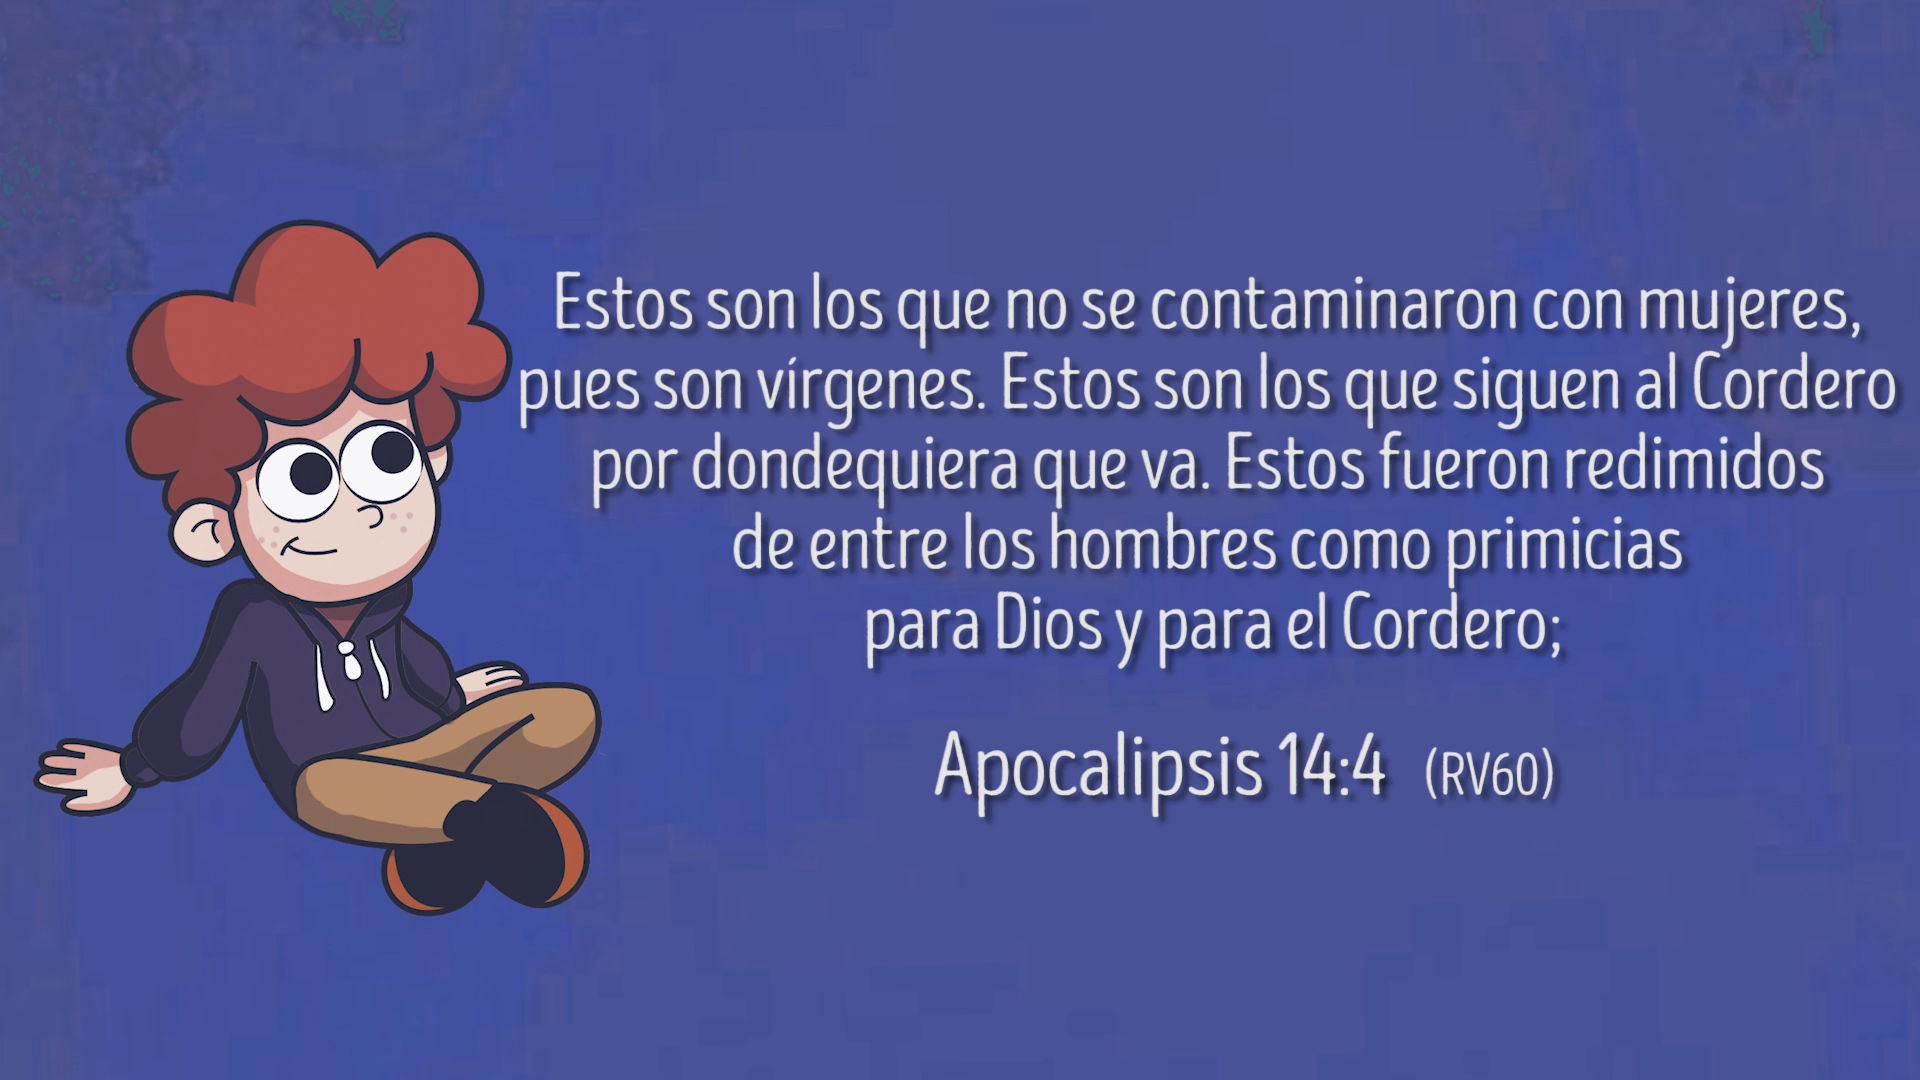 Estos son los que no se contaminaron con mujeres,
pues son vírgenes. Estos son los que siguen al Cordero
por dondequiera que va. Estos fueron redimidos
de entre los hombres como primicias
para Dios y para el Cordero;
Apocalipsis 14:4 (RV60)